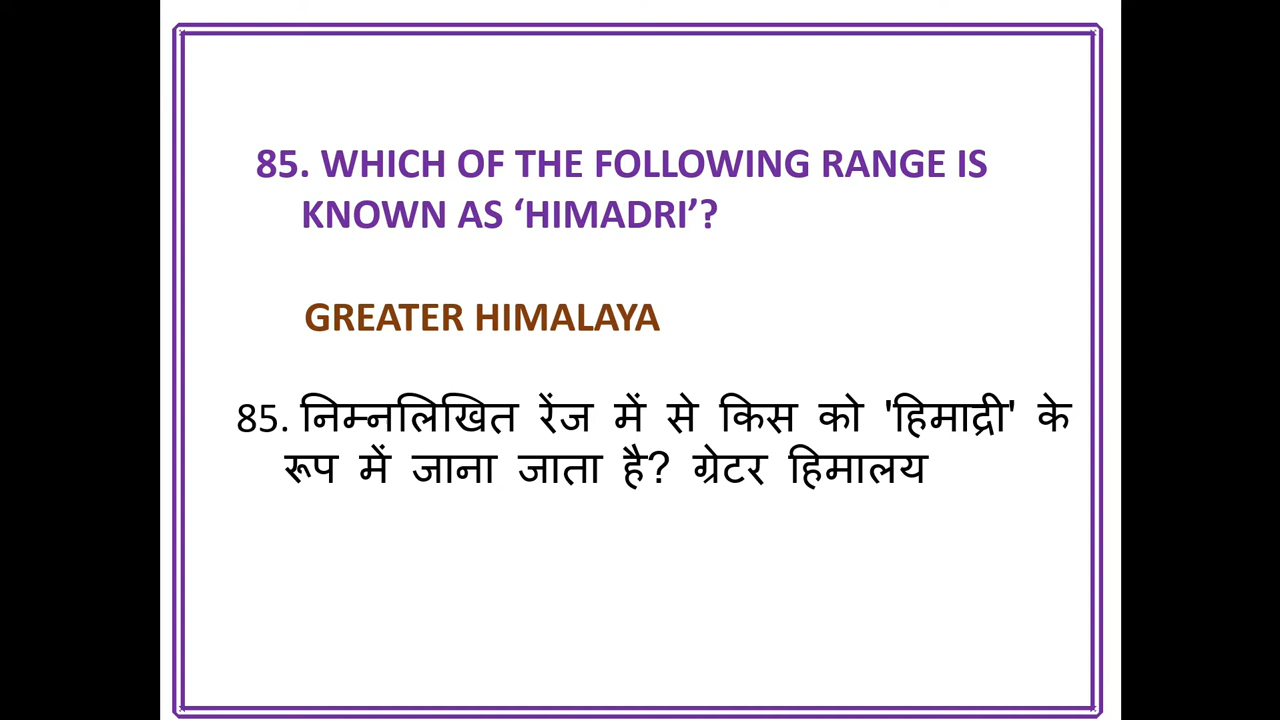 85. WHICH OF THE FOLLOWING RANGE IS
KNOWN AS ‘HIMADRI’?
GREATER HIMALAYA
85. निम्नलिखित रेंज में से किस को 'हिमाद्री' के
रूप में जाना जाता है? ग्रेटर हिमालय